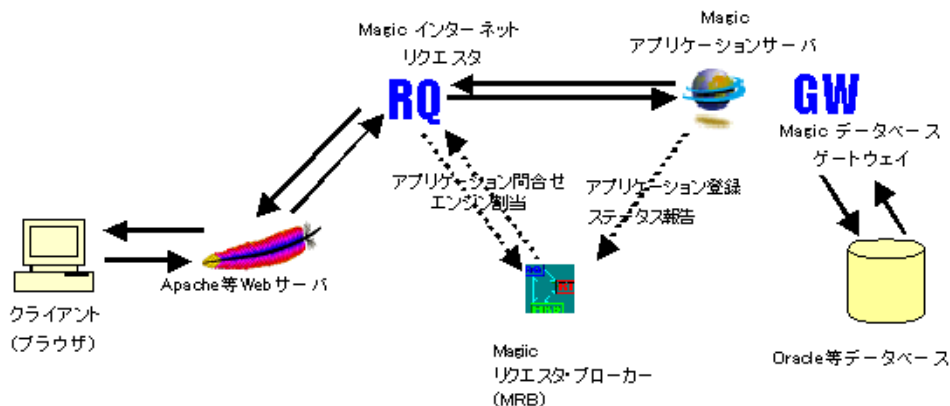 Magic インターネット
リクエスタ
RQ
Magic
アプリケーションサーバ
GW
Magic データベース
ゲートウェイ
アプリケーション問合せ
エンジン割当
アプリケーション登録
ステータス報告
Apache等Webサーバ
クライアント
(ブラウザ)
Magic
リクエスタ・ブローカー
(MRB)
Oracle等データベース